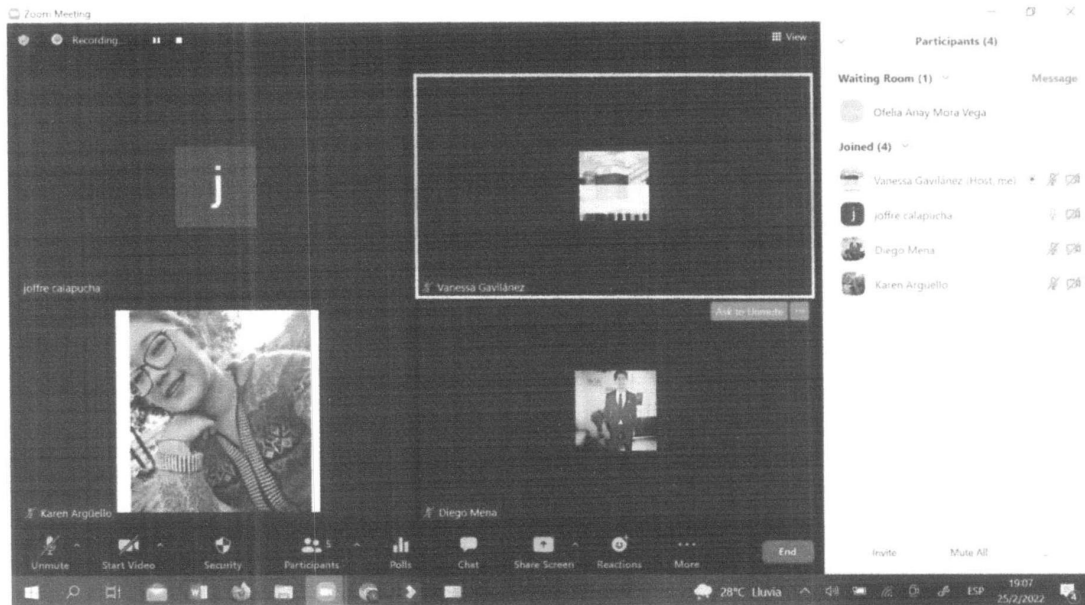 Zoom Meeting
Recording...
View
j
joffre calapucha
Vanessa Gavilánez
Ask to Unmute
Karen Argüello
Diego Mena
Unmute
Start Video
Security
Participants
5
Polls
Chat
Share Screen
Reactions
More
End
Participants (4)
Waiting Room (1)
Message
Ofelia Anay Mora Vega
Joined (4)
Vanessa Gavilánez (Host, me)
j
joffre calapucha
Diego Mena
Karen Argüello
Invite
Mute All
28°C Lluvia
ESP
19:07
25/2/2022
4